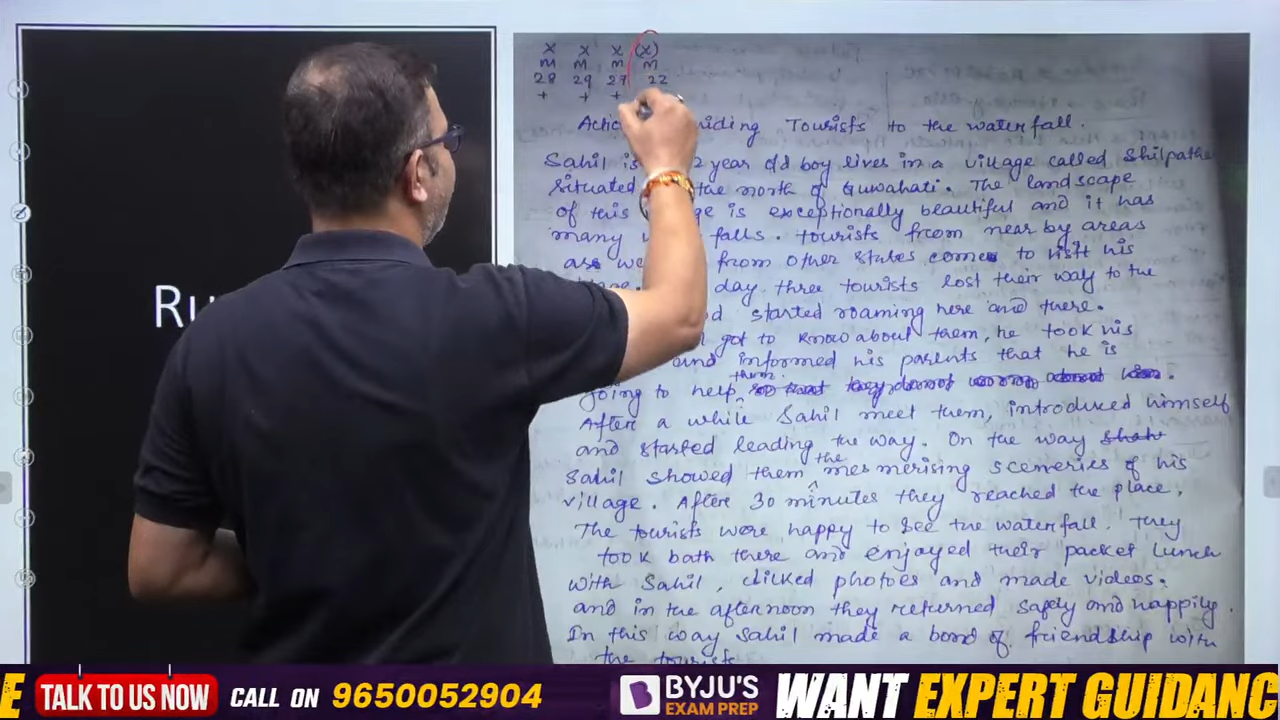 Ru
X X X (X)
M M M M
28 29 27 22
+ + +
Actio iding Tourists to the waterfall.
Sahil is 2 year old boy lives in a village called Shilpathe
situated the north of Guwahati. The landscape
of this ge is exceptionally beautiful and it has
many falls. tourists from near by areas
as we from other states come to visit his
day three tourists lost their way to the
d started roaming here and there.
got to know about them, he took his
and informed his parents that he is
going to help them.
After a while Sahil meet them, introduced himself
and started leading the way. On the way
Sahil showed them the mesmerising sceneries of his
village. After 30 minutes they reached the place.
The tourists were happy to see the waterfall. They
took bath there and enjoyed their packet lunch
with Sahil, clicked photoes and made videos.
and in the afternoon they returned safely and happily.
In this way Sahil made a bond of friendship with
the tourists
E TALK TO US NOW CALL ON 9650052904 BYJU'S EXAM PREP WANT EXPERT GUIDANC